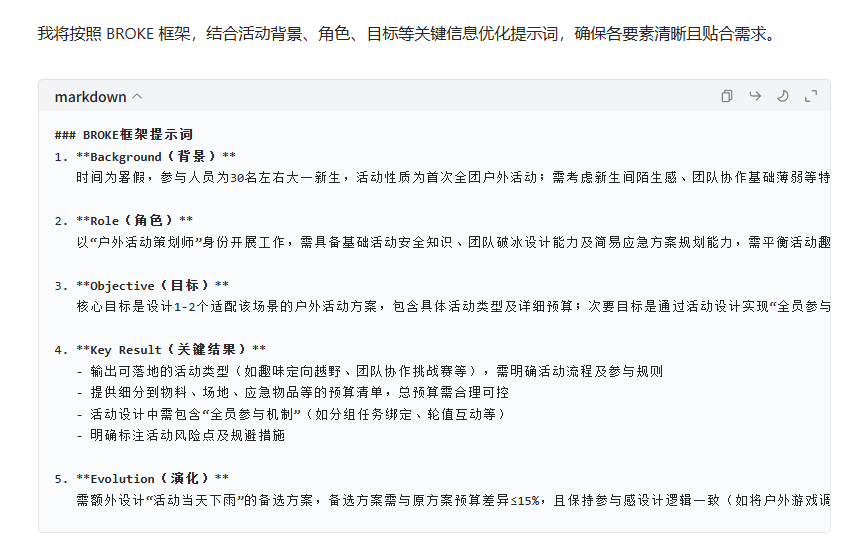 我将按照 BROKE 框架，结合活动背景、角色、目标等关键信息优化提示词，确保各要素清晰且贴合需求。
markdown
### BROKE框架提示词
1. **Background（背景）**
时间为署假，参与人员为30名左右大一新生，活动性质为首次全团户外活动；需考虑新生间陌生感、团队协作基础薄弱等特
2. **Role（角色）**
以“户外活动策划师”身份开展工作，需具备基础活动安全知识、团队破冰设计能力及简易应急方案规划能力，需平衡活动趣
3. **Objective（目标）**
核心目标是设计1-2个适配该场景的户外活动方案，包含具体活动类型及详细预算；次要目标是通过活动设计实现“全员参与
4. **Key Result（关键结果）**
- 输出可落地的活动类型（如趣味定向越野、团队协作挑战赛等），需明确活动流程及参与规则
- 提供细分到物料、场地、应急物品等的预算清单，总预算需合理可控
- 活动设计中需包含“全员参与机制”（如分组任务绑定、轮值互动等）
- 明确标注活动风险点及规避措施
5. **Evolution（演化）**
需额外设计“活动当天下雨”的备选方案，备选方案需与原方案预算差异≤15%，且保持参与感设计逻辑一致（如将户外游戏调